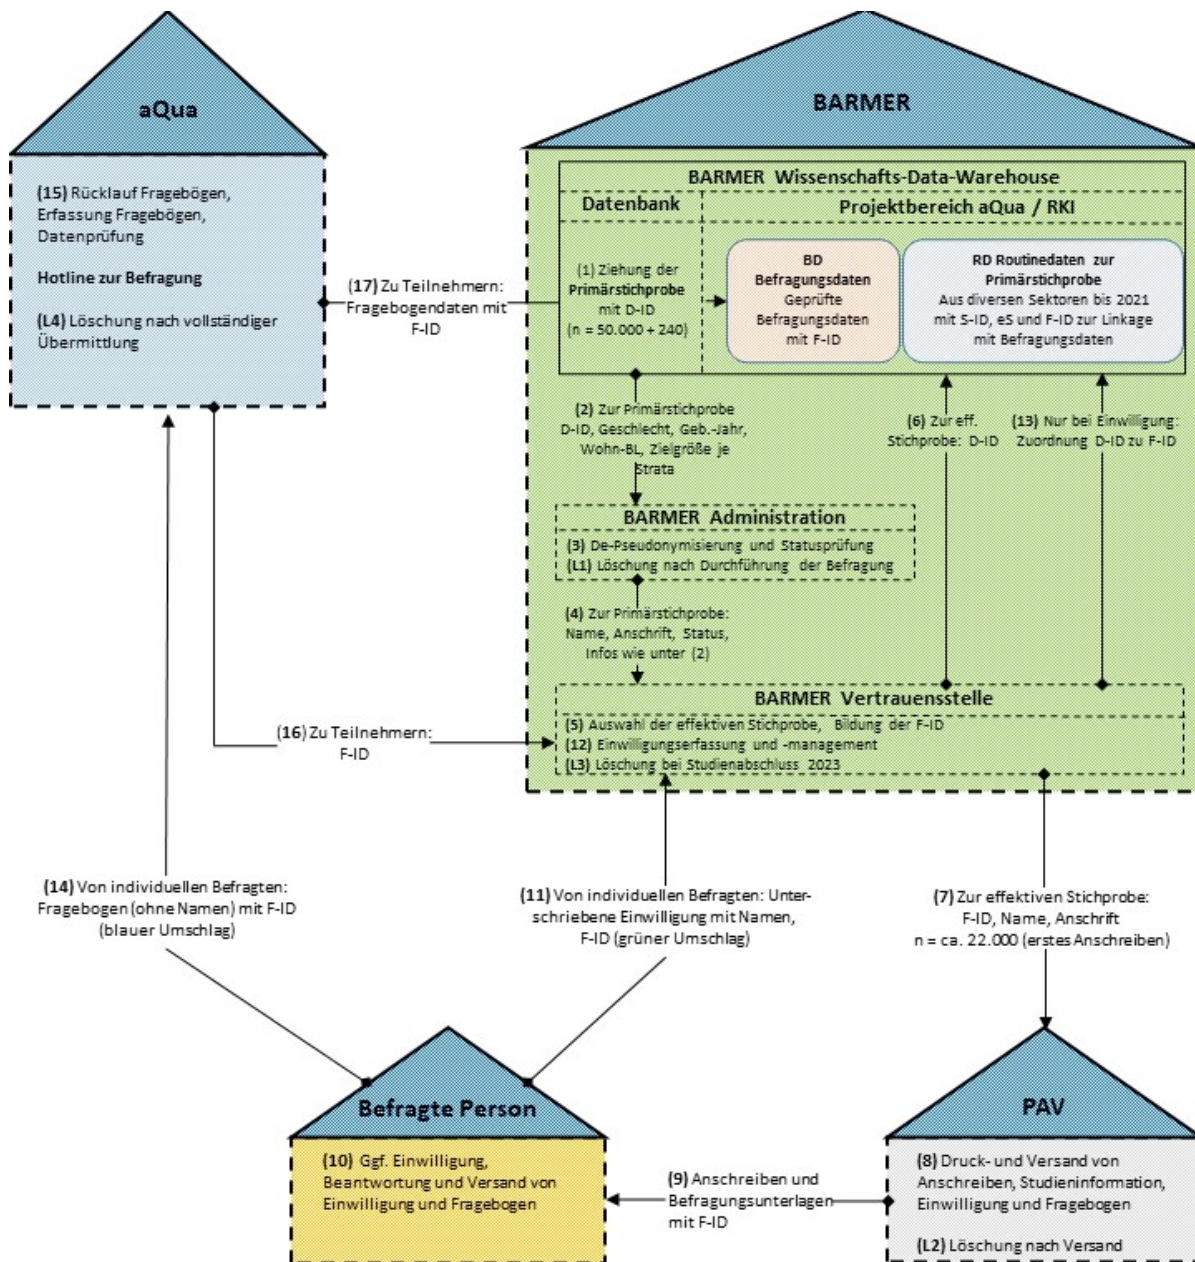 aQua
(15) Rücklauf Fragebögen,
Erfassung Fragebögen,
Datenprüfung
Hotline zur Befragung
(L4) Löschung nach vollständiger
Übermittlung
(17) Zu Teilnehmern:
Fragebogendaten mit
F-ID
BARMER
BARMER Wissenschafts-Data-Warehouse
Datenbank
Projektbereich aQua / RKI
(1) Ziehung der
Primärstichprobe
mit D-ID
(n = 50.000 + 240)
BD
Befragungsdaten
Geprüfte
Befragungsdaten
mit F-ID
RD Routinedaten zur
Primärstichprobe
Aus diversen Sektoren bis 2021
mit S-ID, eS und F-ID zur Linkage
mit Befragungsdaten
(2) Zur Primärstichprobe
D-ID, Geschlecht, Geb.-Jahr,
Wohn-BL, Zielgröße je
Strata
(6) Zur eff.
Stichprobe: D-ID
(13) Nur bei Einwilligung:
Zuordnung D-ID zu F-ID
BARMER Administration
(3) De-Pseudonymisierung und Statusprüfung
(L1) Löschung nach Durchführung der Befragung
(4) Zur Primärstichprobe:
Name, Anschrift, Status,
Infos wie unter (2)
BARMER Vertrauensstelle
(5) Auswahl der effektiven Stichprobe, Bildung der F-ID
(12) Einwilligungserfassung und -management
(L3) Löschung bei Studienabschluss 2023
(16) Zu Teilnehmern:
F-ID
(14) Von individuellen Befragten:
Fragebogen (ohne Namen) mit F-ID
(blauer Umschlag)
(11) Von individuellen Befragten: Unter-
schriebene Einwilligung mit Namen,
F-ID (grüner Umschlag)
(7) Zur effektiven Stichprobe:
F-ID, Name, Anschrift
n = ca. 22.000 (erstes Anschreiben)
Befragte Person
(10) Ggf. Einwilligung,
Beantwortung und Versand von
Einwilligung und Fragebogen
(9) Anschreiben und
Befragungsunterlagen
mit F-ID
PAV
(8) Druck- und Versand von
Anschreiben, Studieninformation,
Einwilligung und Fragebogen
(L2) Löschung nach Versand